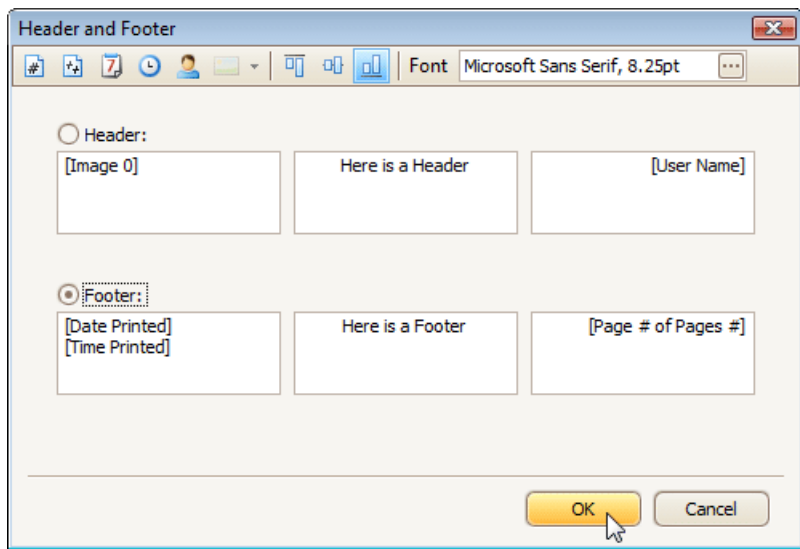 Header and Footer
Font Microsoft Sans Serif, 8.25pt ...
Header:
[Image 0] Here is a Header [User Name]
Footer:
[Date Printed] Here is a Footer [Page # of Pages #]
[Time Printed]
OK Cancel